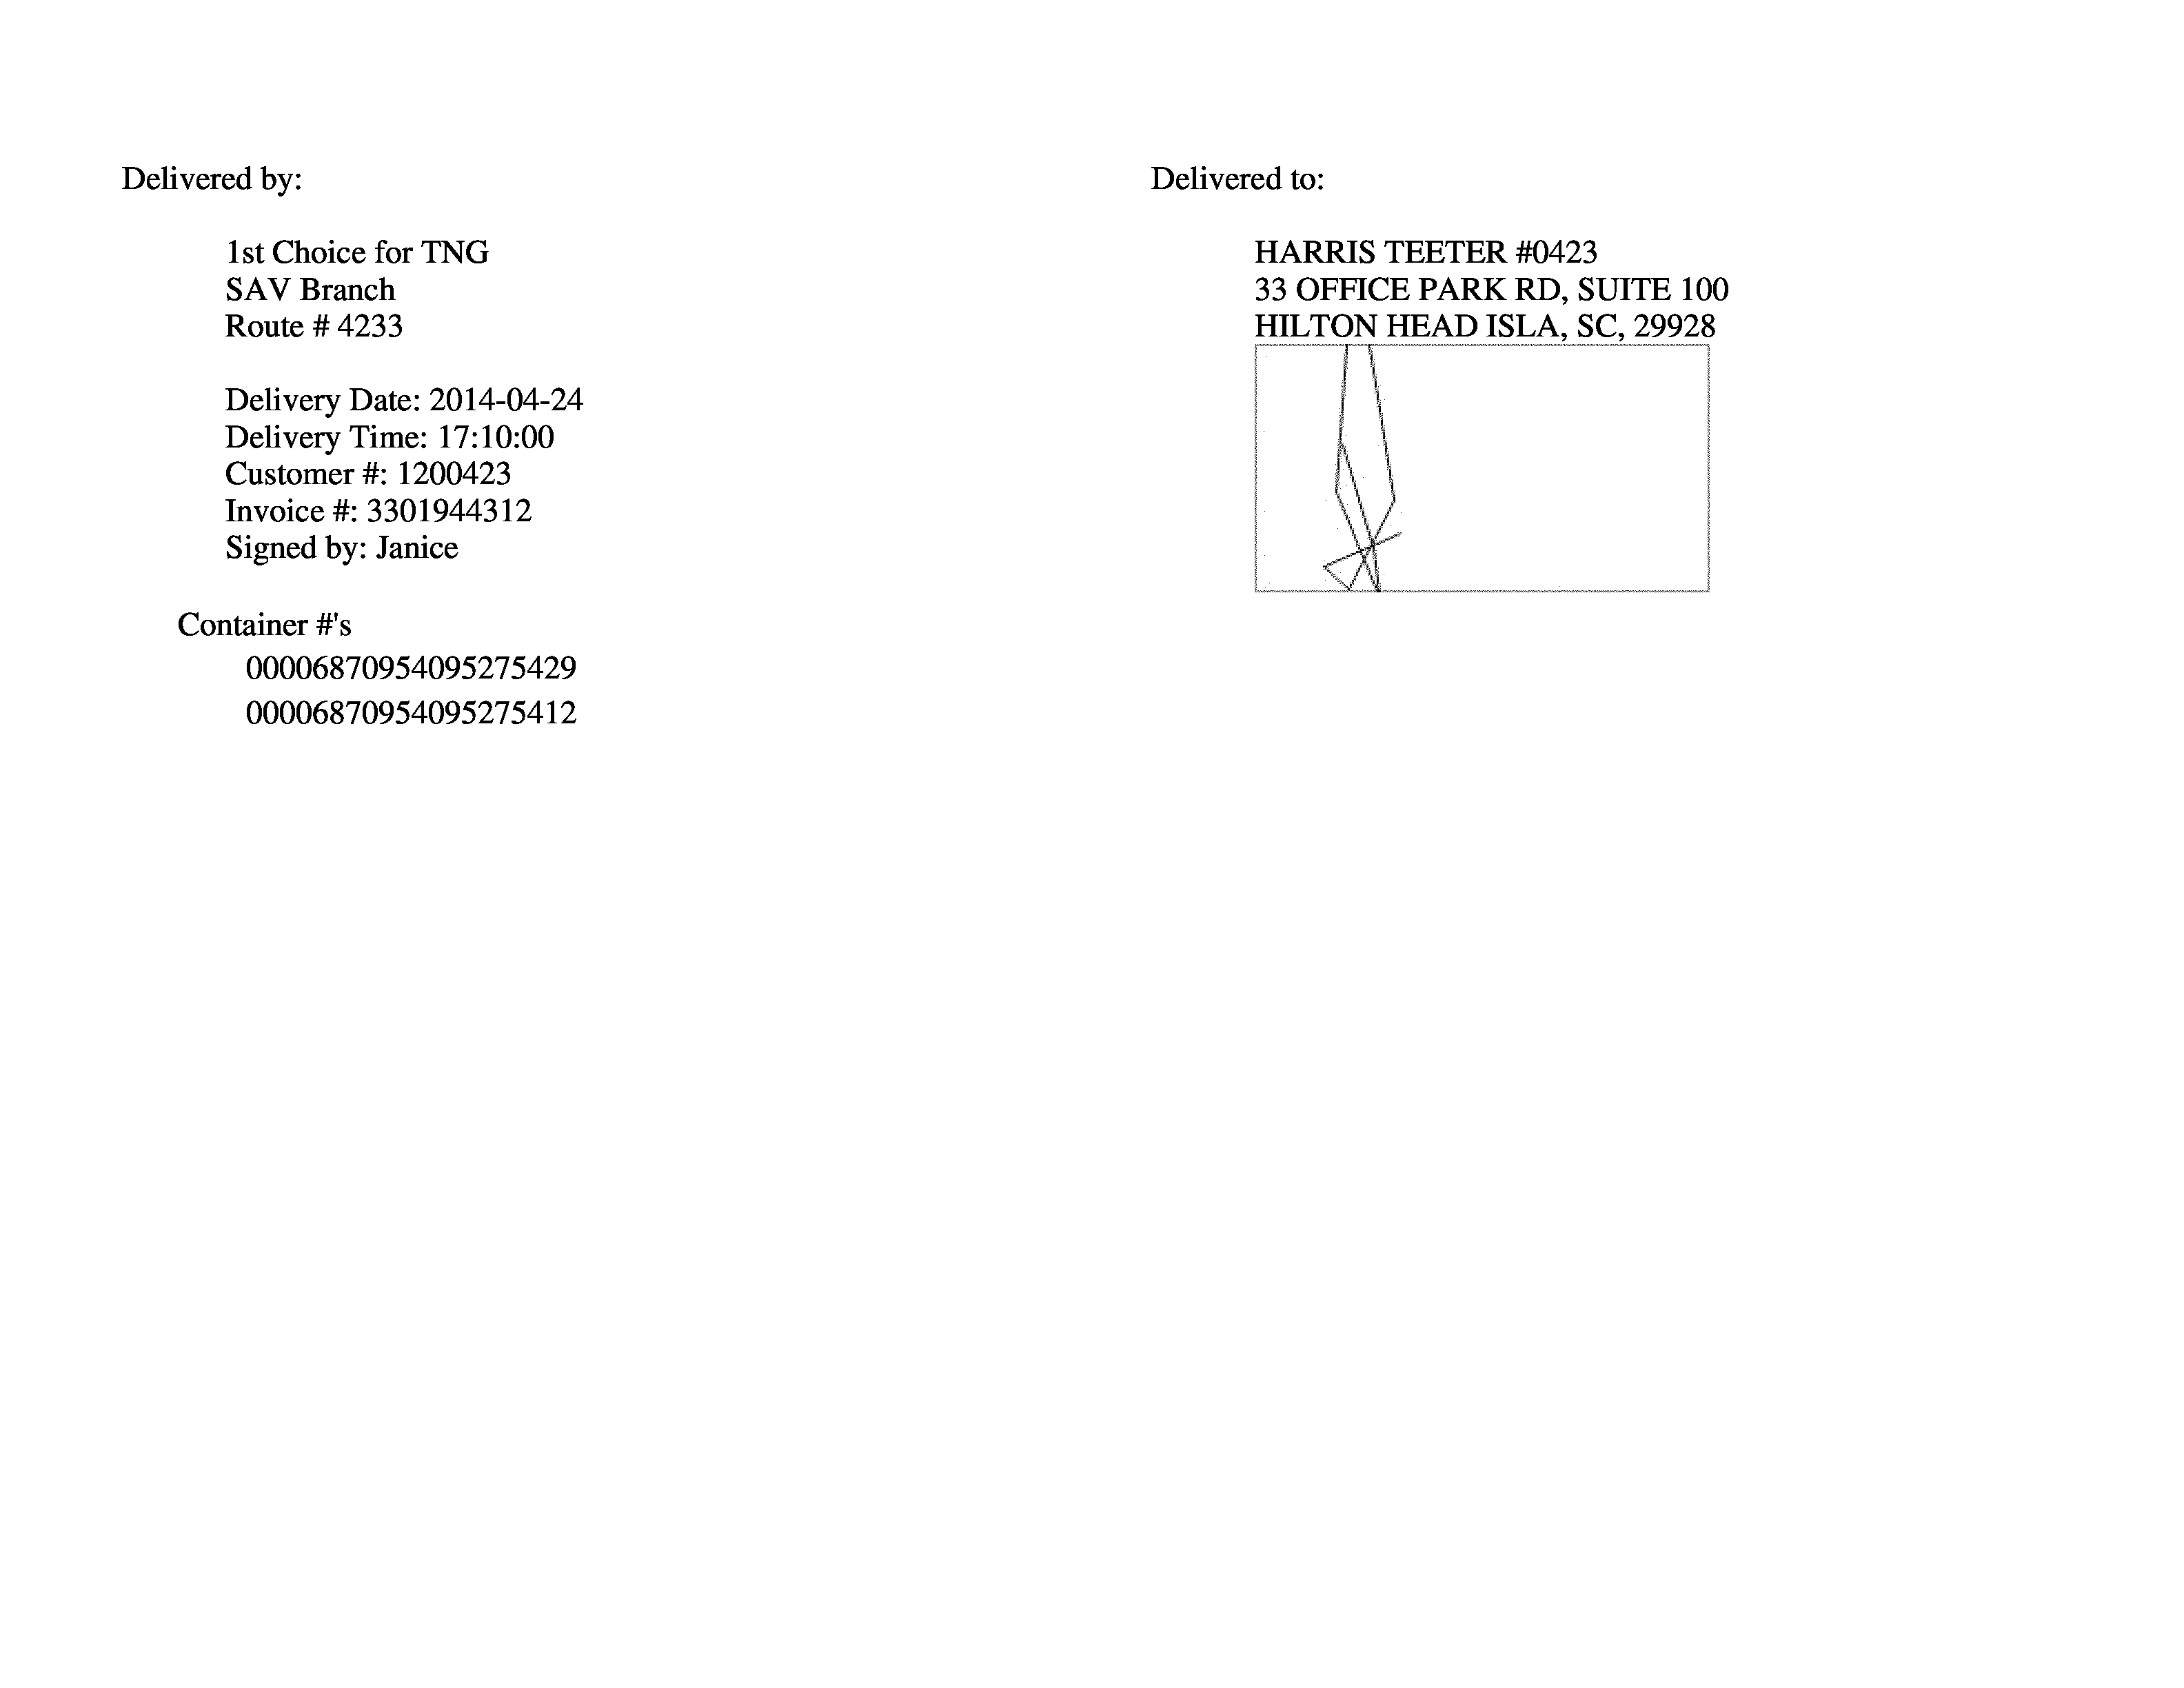 Delivered by:
1st Choice for TNG
SAV Branch
Route # 4233
Delivery Date: 2014-04-24
Delivery Time: 17:10:00
Customer #: 1200423
Invoice #: 3301944312
Signed by: Janice
Container #'s
00006870954095275429
00006870954095275412
Delivered to:
HARRIS TEETER #0423
33 OFFICE PARK RD, SUITE 100
HILTON HEAD ISLA, SC, 29928